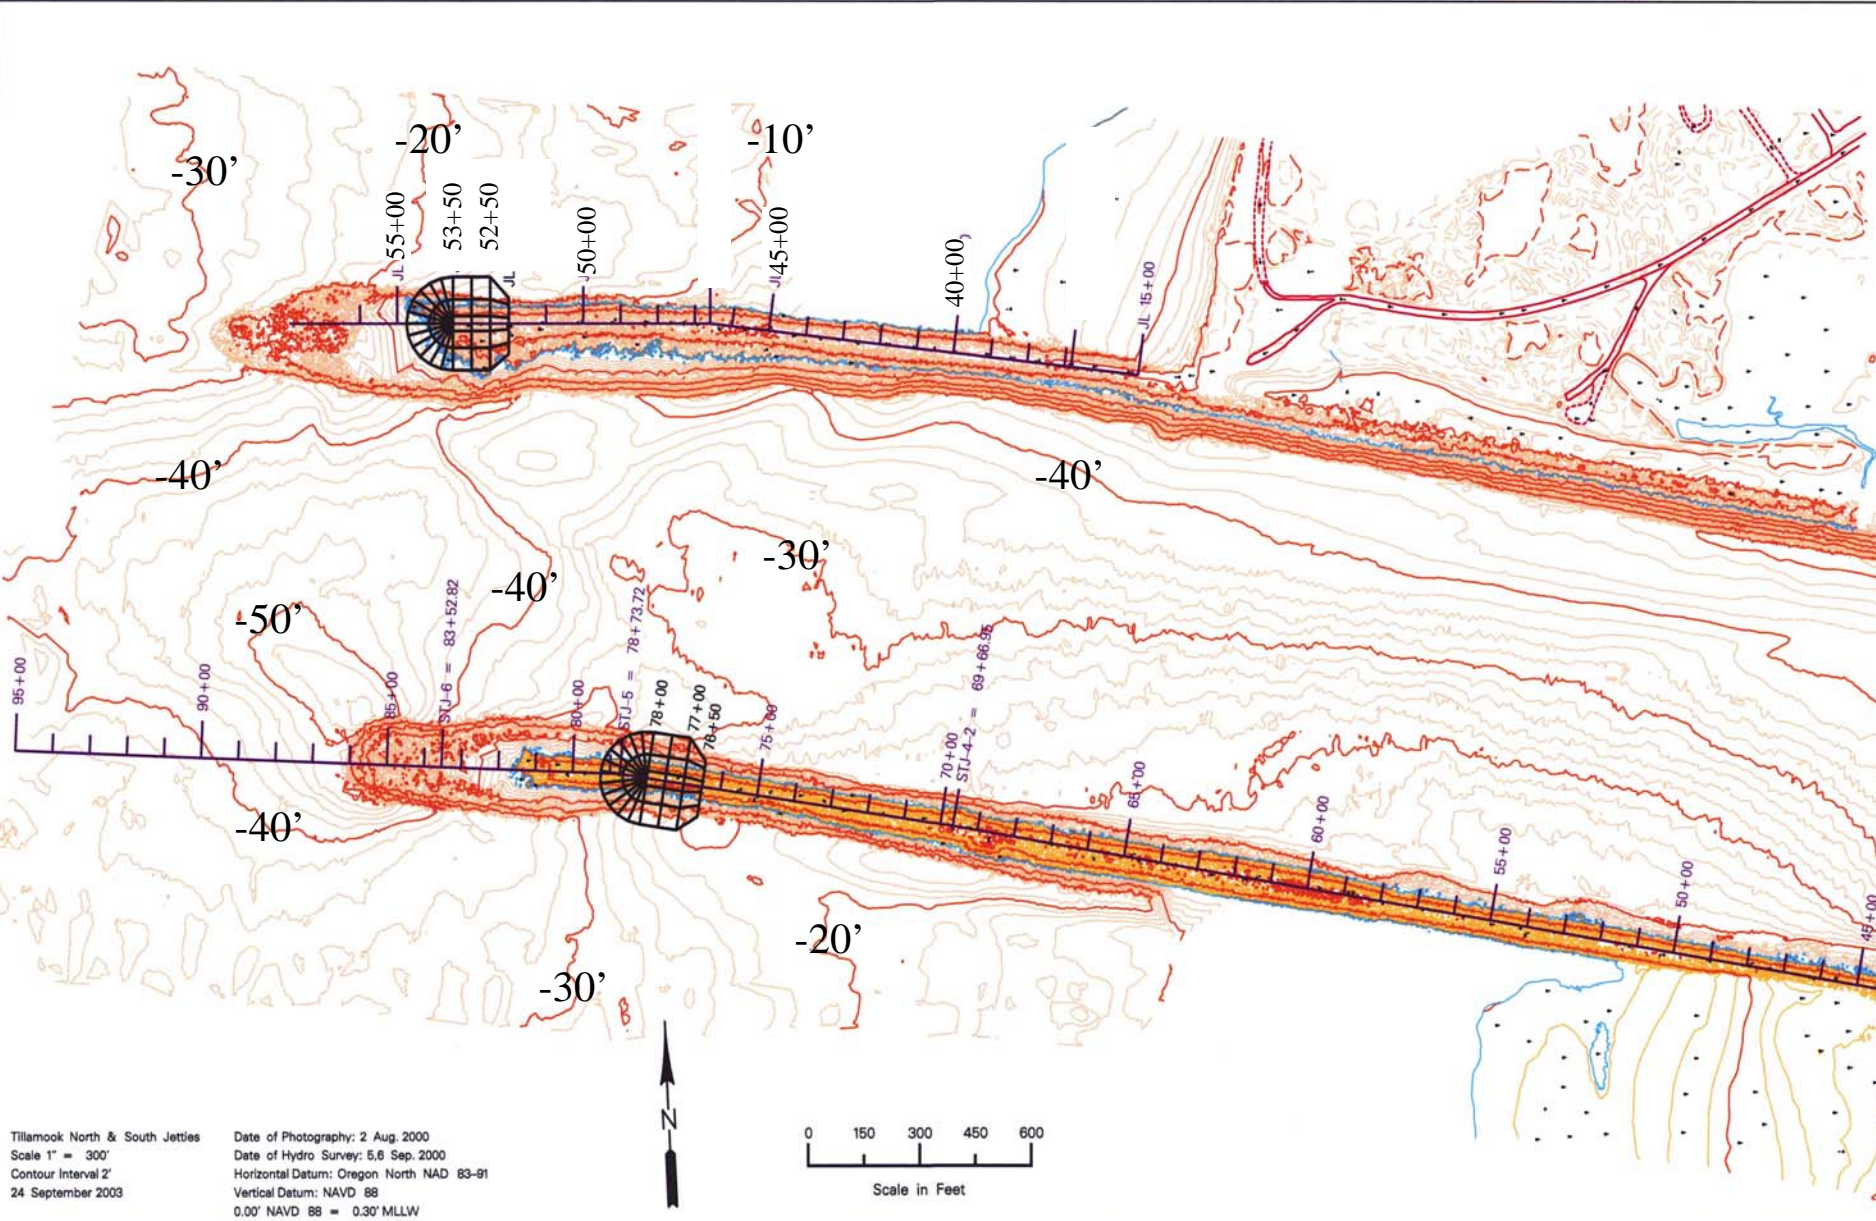 -20'
-10'
-30'
JL 55+00
53+50
52+50
JL
50+00
JL 45+00
40+00
JL 15+00
-40'
-40'
-30'
-40'
-50'
95+00
90+00
85+00
STJ-6 = 83+52.82
80+00
STJ-5 = 78+73.72
78+00
77+00
76+50
75+00
70+00
STJ-4-2 = 69+66.95
65+00
60+00
55+00
50+00
45+00
-40'
-20'
-30'
N
Tillamook North & South Jetties
Scale 1" = 300'
Contour Interval 2'
24 September 2003
Date of Photography: 2 Aug. 2000
Date of Hydro Survey: 5,6 Sep. 2000
Horizontal Datum: Oregon North NAD 83-91
Vertical Datum: NAVD 88
0.00' NAVD 88 = 0.30' MLLW
0 150 300 450 600
Scale in Feet